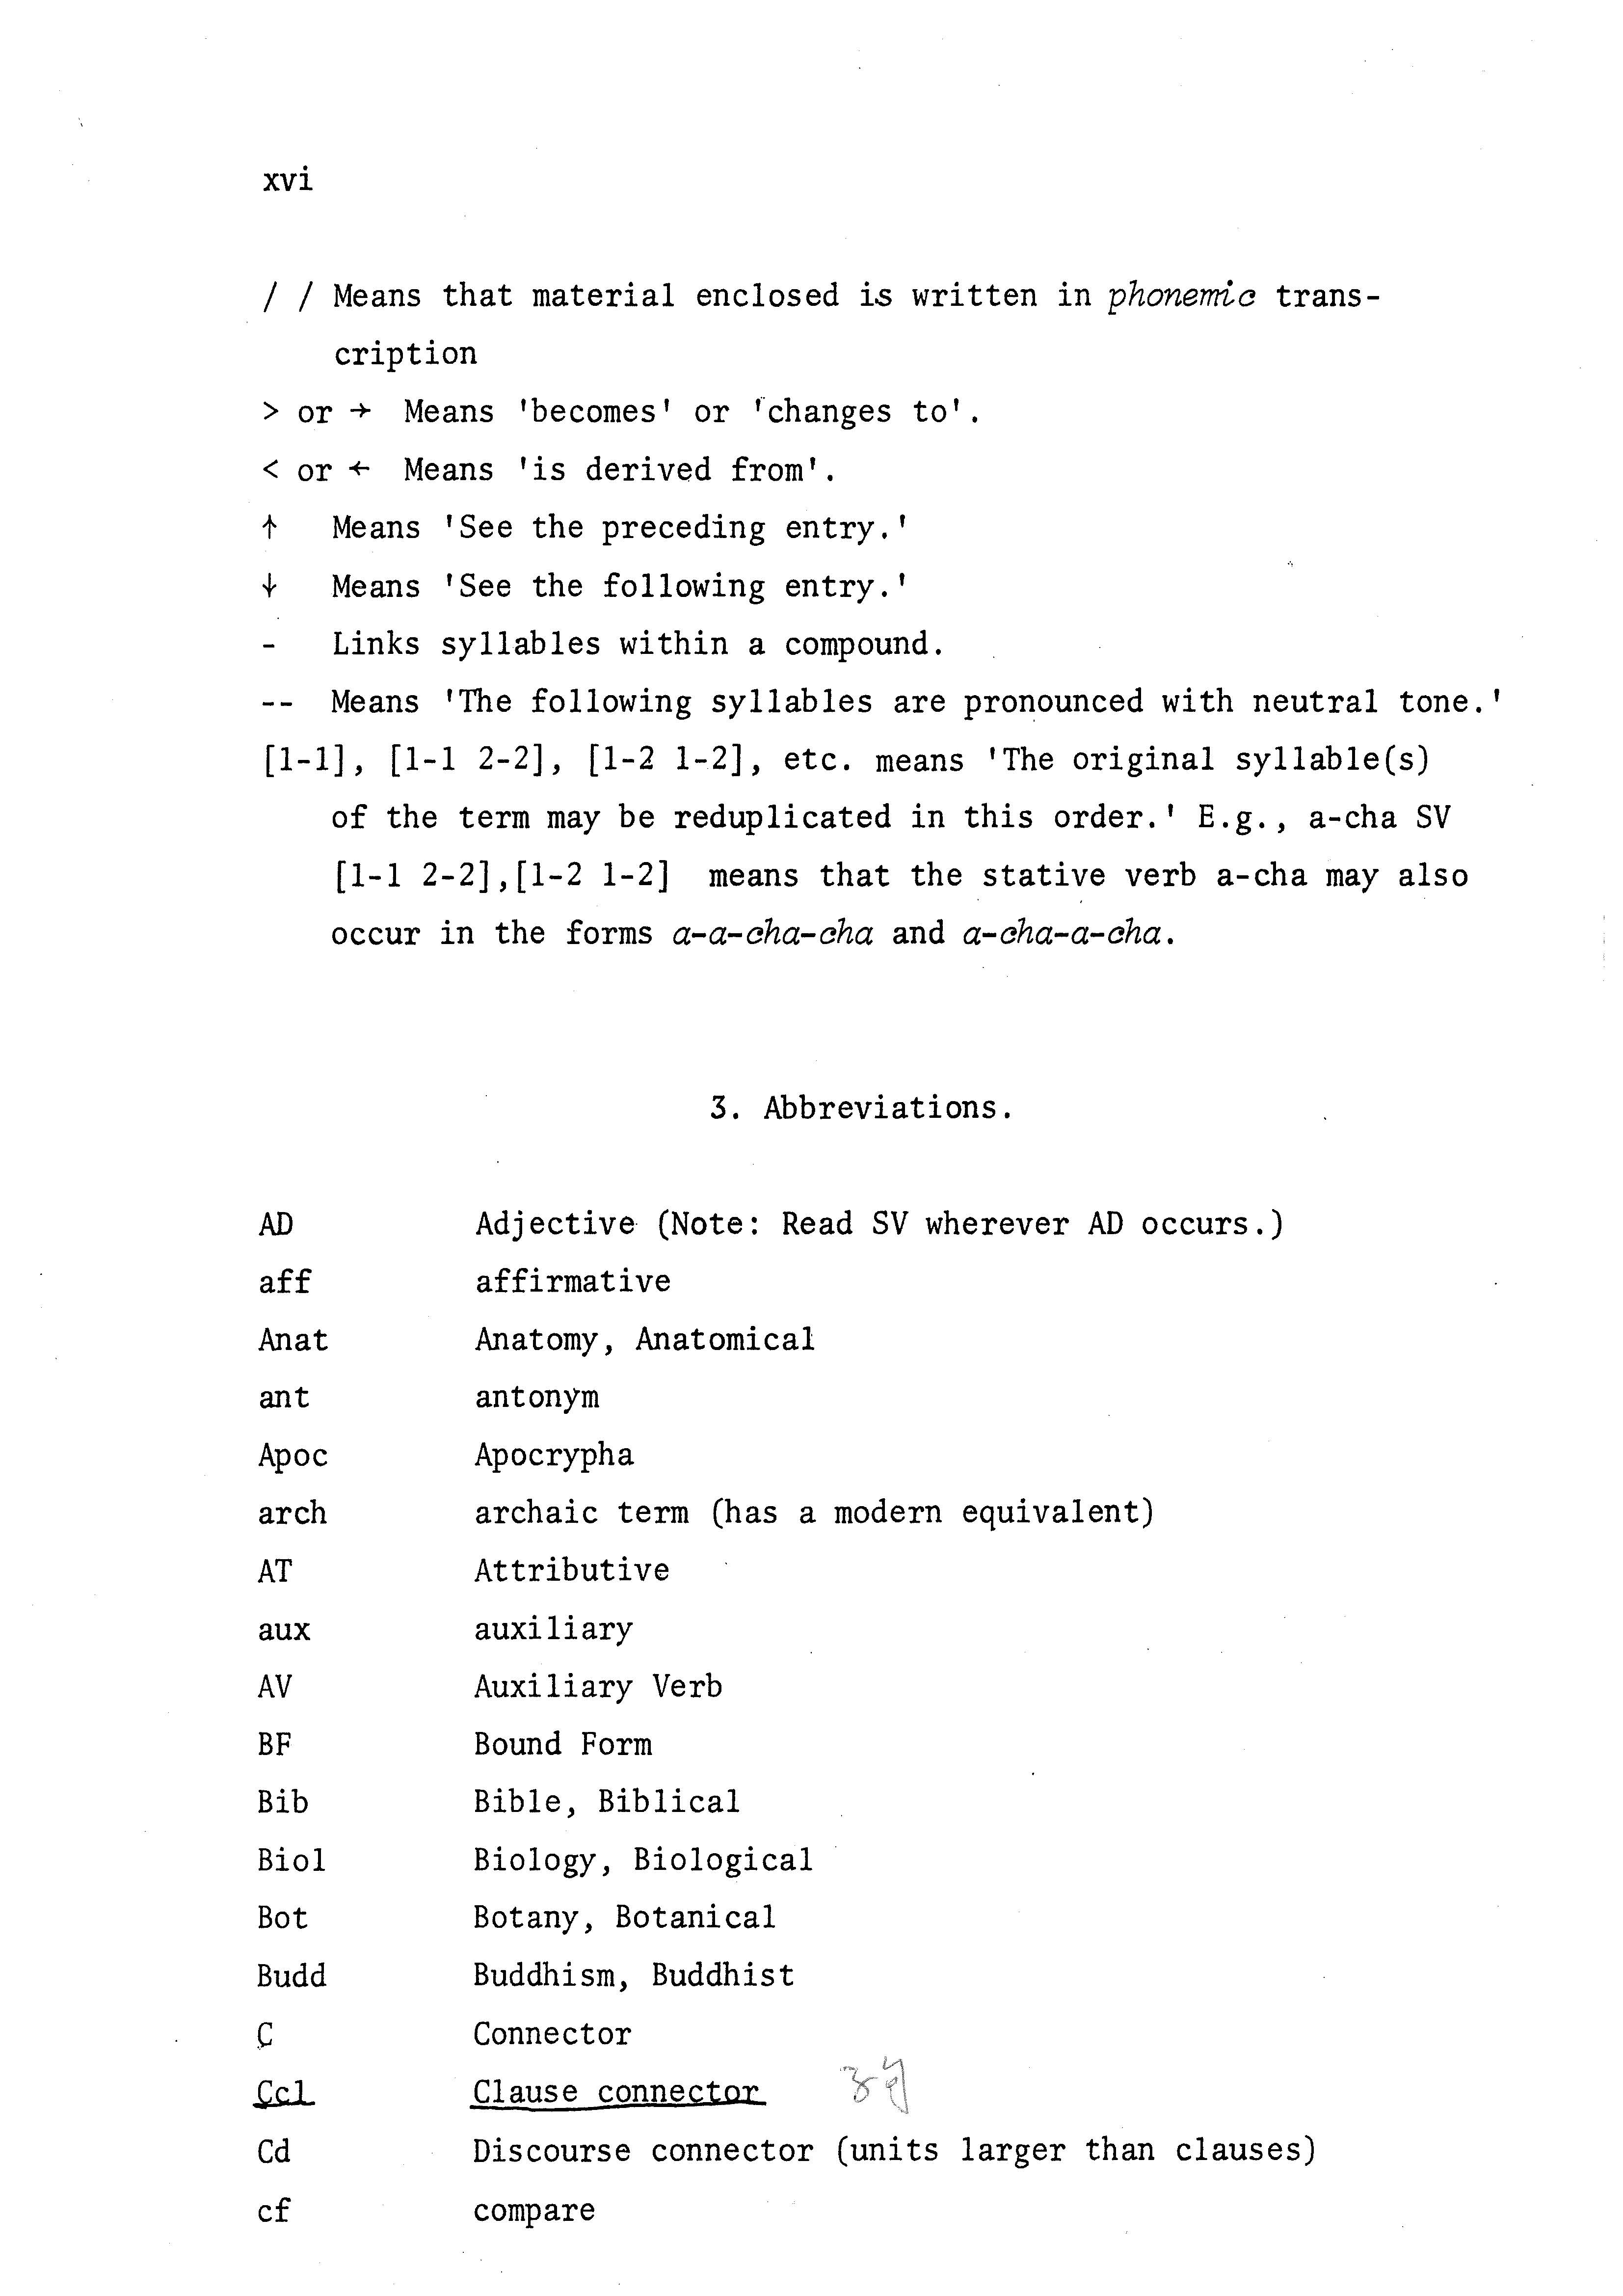 xvi
/ / Means that material enclosed is written in phonemic trans-
cription
> or → Means 'becomes' or 'changes to'.
< or ← Means 'is derived from'.
↑ Means 'See the preceding entry.'
↓ Means 'See the following entry.'
- Links syllables within a compound.
-- Means 'The following syllables are pronounced with neutral tone.'
[1-1], [1-1 2-2], [1-2 1-2], etc. means 'The original syllable(s)
of the term may be reduplicated in this order.' E.g., a-cha SV
[1-1 2-2],[1-2 1-2] means that the stative verb a-cha may also
occur in the forms a-a-cha-cha and a-cha-a-cha.
3. Abbreviations.
AD Adjective (Note: Read SV wherever AD occurs.)
aff affirmative
Anat Anatomy, Anatomical
ant antonym
Apoc Apocrypha
arch archaic term (has a modern equivalent)
AT Attributive
aux auxiliary
AV Auxiliary Verb
BF Bound Form
Bib Bible, Biblical
Biol Biology, Biological
Bot Botany, Botanical
Budd Buddhism, Buddhist
C Connector
Ccl Clause connector
Cd Discourse connector (units larger than clauses)
cf compare